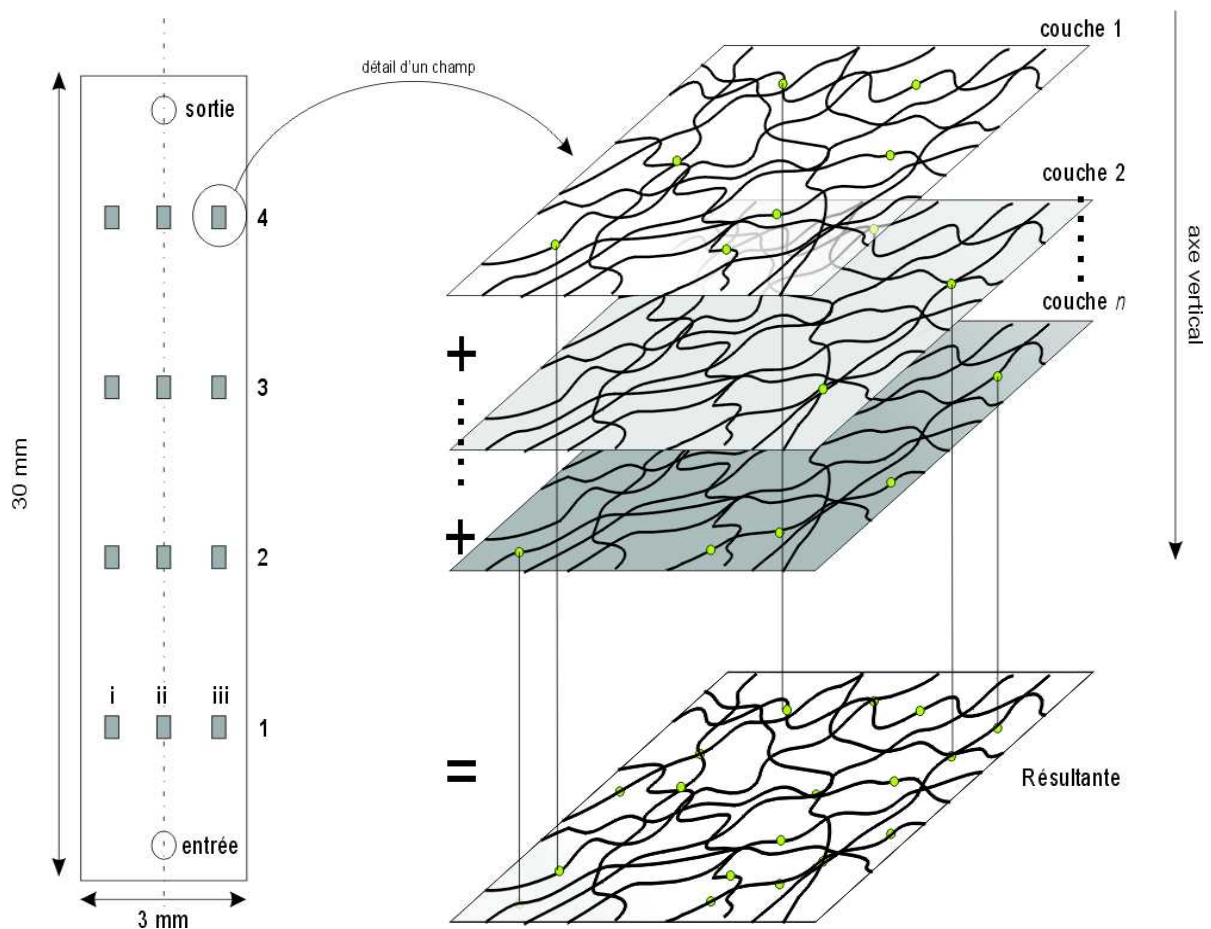 couche 1
détail d'un champ
sortie
couche 2
4
axe vertical
couche n
+
3
30 mm
2
+
i ii iii
1
=
Résultante
entrée
3 mm